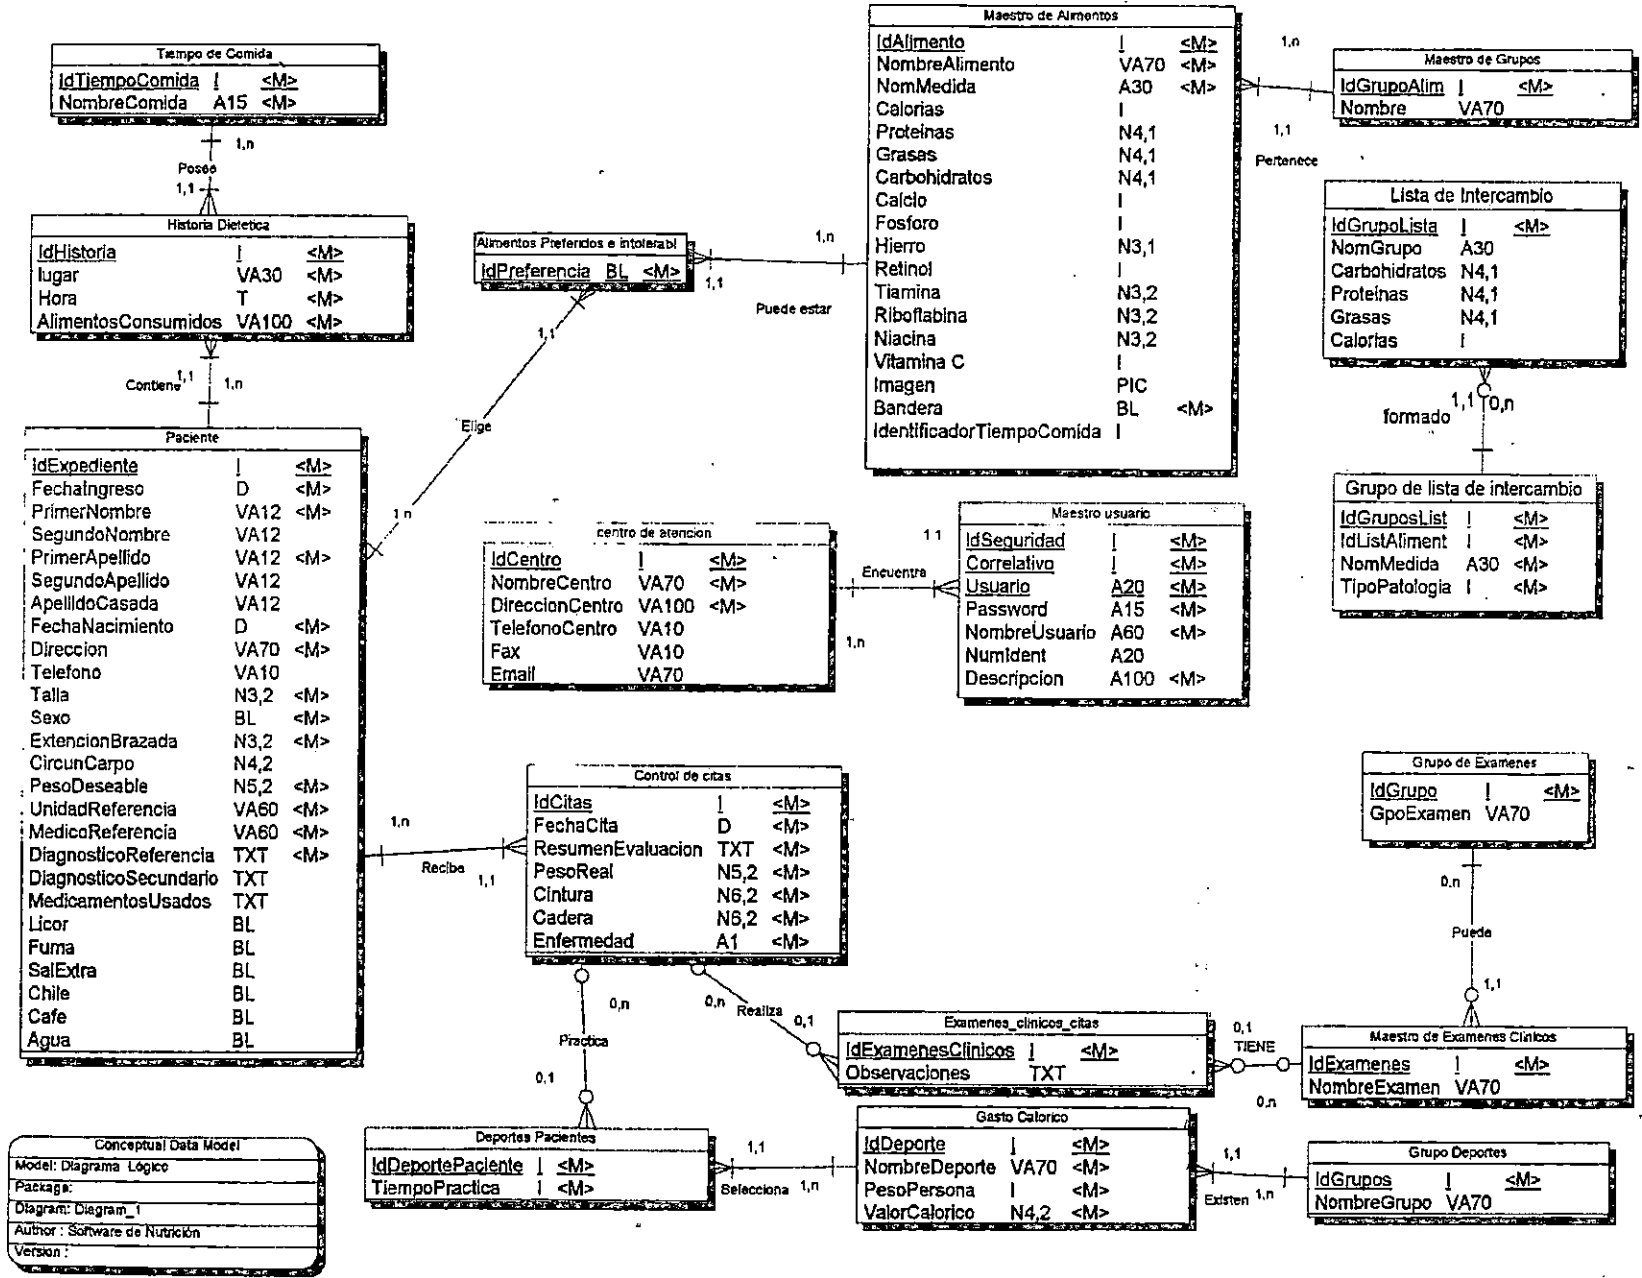 Tiempo de Comida
IdTiempoComida I <M>
NombreComida A15 <M>
1,n
Posee
1,1
Historia Dietetica
IdHistoria I <M>
lugar VA30 <M>
Hora T <M>
AlimentosConsumidos VA100 <M>
Contiene 1,1 1,n
Paciente
IdExpediente I <M>
FechaIngreso D <M>
PrimerNombre VA12 <M>
SegundoNombre VA12
PrimerApellido VA12 <M>
SegundoApellido VA12
ApellidoCasada VA12
FechaNacimiento D <M>
Direccion VA70 <M>
Telefono VA10
Talla N3,2 <M>
Sexo BL <M>
ExtencionBrazada N3,2 <M>
CircunCarpo N4,2
PesoDeseable N5,2 <M>
UnidadReferencia VA60 <M>
MedicoReferencia VA60 <M>
DiagnosticoReferencia TXT <M>
DiagnosticoSecundario TXT
MedicamentosUsados TXT
Licor BL
Fuma BL
SalExtra BL
Chile BL
Cafe BL
Agua BL
Alimentos Preferidos e intolerabl
IdPreferencia BL <M>
1,1
Elige
1 n
1,n
1,1
Puede estar
Maestro de Alimentos
IdAlimento I <M>
NombreAlimento VA70 <M>
NomMedida A30 <M>
Calorias I
Proteinas N4,1
Grasas N4,1
Carbohidratos N4,1
Calcio I
Fosforo I
Hierro N3,1
Retinol I
Tiamina N3,2
Riboflabina N3,2
Niacina N3,2
Vitamina C I
Imagen PIC
Bandera BL <M>
IdentificadorTiempoComida I
1,n
1,1
Pertenece
Maestro de Grupos
IdGrupoAlim I <M>
Nombre VA70
Lista de Intercambio
IdGrupoLista I <M>
NomGrupo A30
Carbohidratos N4,1
Proteinas N4,1
Grasas N4,1
Calorias I
1,1 0,n
formado
Grupo de lista de intercambio
IdGruposList I <M>
IdListAliment I <M>
NomMedida A30 <M>
TipoPatologia I <M>
centro de atencion
IdCentro I <M>
NombreCentro VA70 <M>
DireccionCentro VA100 <M>
TelefonoCentro VA10
Fax VA10
Email VA70
1 1
Encuentra
1,n
Maestro usuario
IdSeguridad I <M>
Correlativo I <M>
Usuario A20 <M>
Password A15 <M>
NombreUsuario A60 <M>
NumIdent A20
Descripcion A100 <M>
1,n
Recibe
1,1
Control de citas
IdCitas I <M>
FechaCita D <M>
ResumenEvaluacion TXT <M>
PesoReal N5,2 <M>
Cintura N6,2 <M>
Cadera N6,2 <M>
Enfermedad A1 <M>
0,n
Practica
0,1
0,n Realiza 0,1
Grupo de Examenes
IdGrupo I <M>
GpoExamen VA70
0,n
Puede
1,1
Examenes_clinicos_citas
IdExamenesClinicos I <M>
Observaciones TXT
0,1
TIENE
0,n
Maestro de Examenes Clinicos
IdExamenes I <M>
NombreExamen VA70
Deportes Pacientes
IdDeportePaciente I <M>
TiempoPractica I <M>
1,1
Selecciona 1,n
Gasto Calorico
IdDeporte I <M>
NombreDeporte VA70 <M>
PesoPersona I <M>
ValorCalorico N4,2 <M>
1,1
Existen 1,n
Grupo Deportes
IdGrupos I <M>
NombreGrupo VA70
Conceptual Data Model
Model: Diagrama Lógico
Package:
Diagram: Diagram_1
Author : Software de Nutrición
Version :